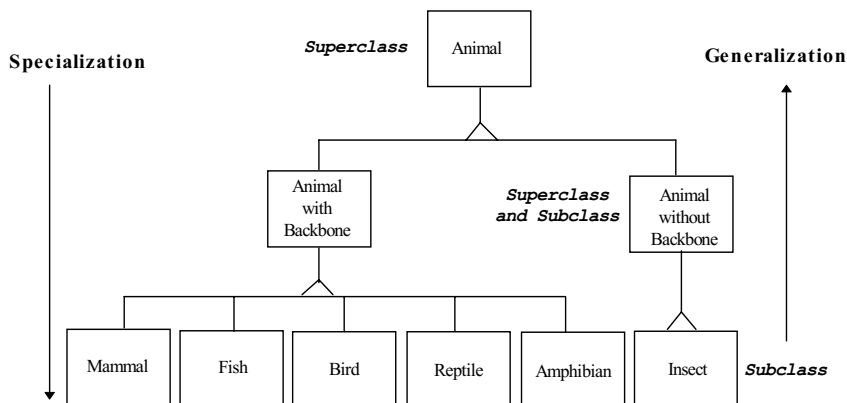 Superclass
Animal
Specialization
Generalization
Animal
with
Backbone
Superclass
and Subclass
Animal
without
Backbone
Mammal
Fish
Bird
Reptile
Amphibian
Insect
Subclass